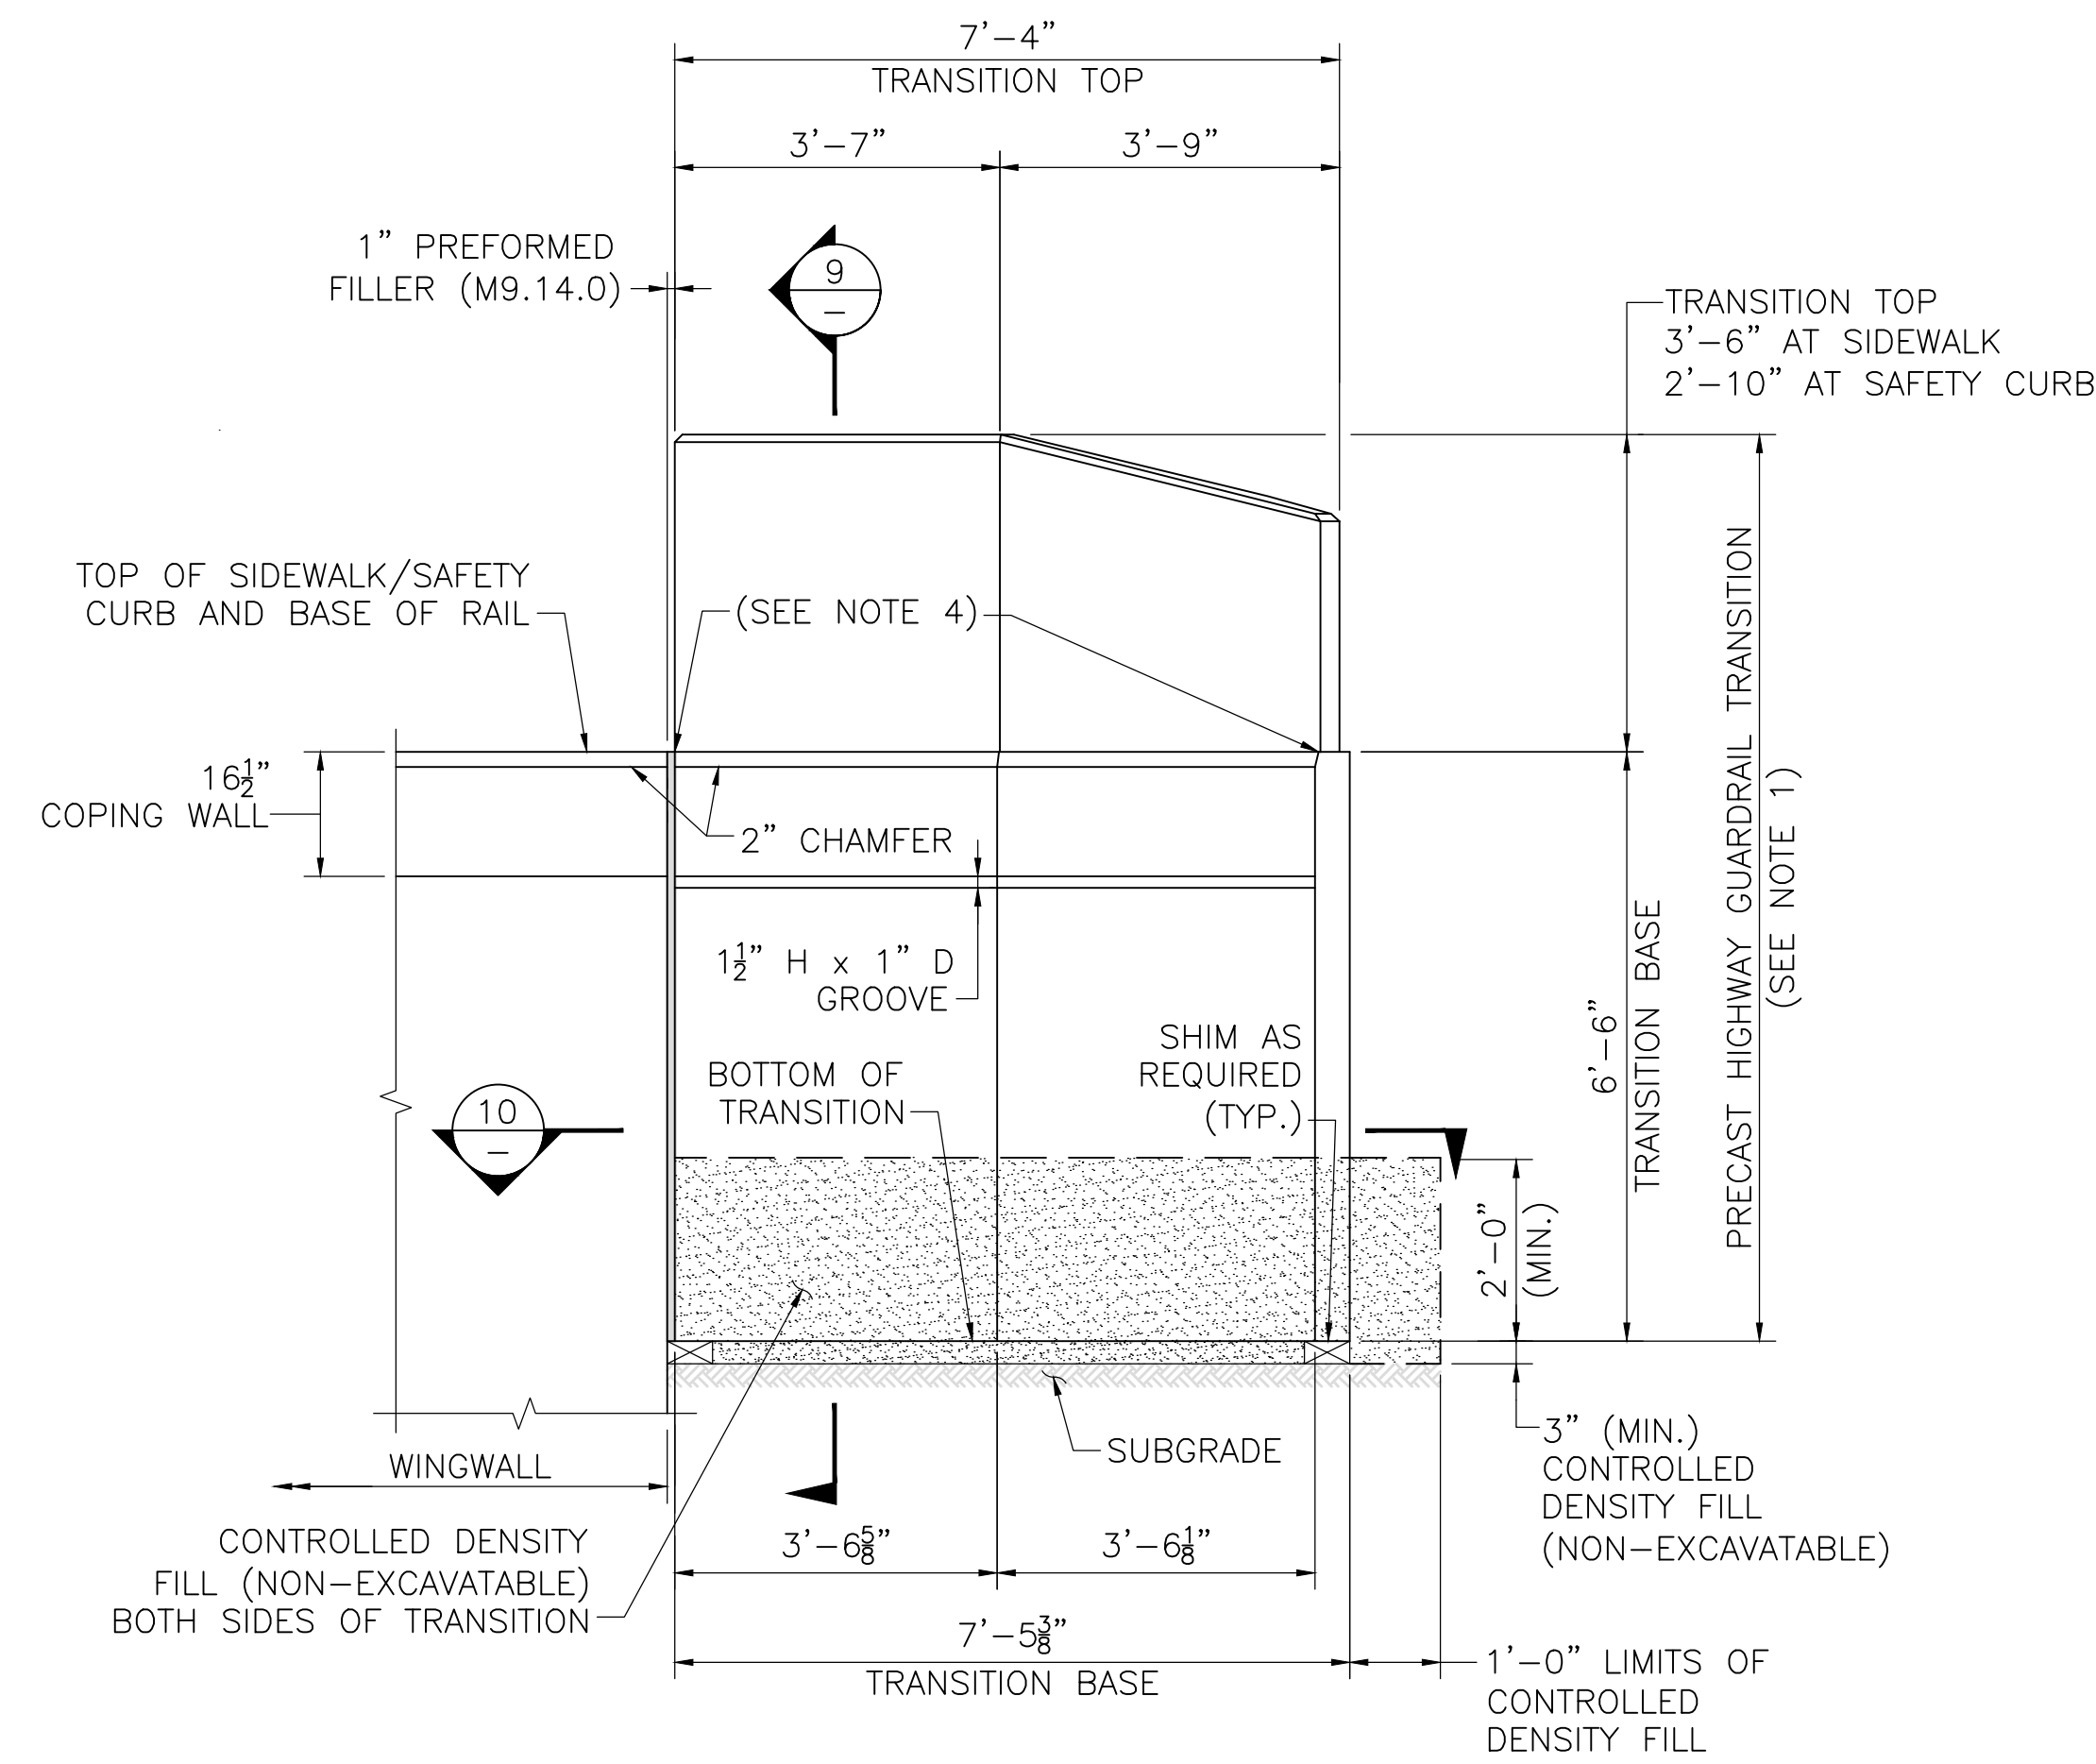 7'-4"
TRANSITION TOP
3'-7"
3'-9"
1" PREFORMED
FILLER (M9.14.0)
9
–
TRANSITION TOP
3'-6" AT SIDEWALK
2'-10" AT SAFETY CURB
TOP OF SIDEWALK/SAFETY
CURB AND BASE OF RAIL
(SEE NOTE 4)
16½"
COPING WALL
2" CHAMFER
1½" H x 1" D
GROOVE
SHIM AS
REQUIRED
(TYP.)
BOTTOM OF
TRANSITION
10
–
6'-6"
TRANSITION BASE
PRECAST HIGHWAY GUARDRAIL TRANSITION
(SEE NOTE 1)
2'-0"
(MIN.)
3" (MIN.)
CONTROLLED
DENSITY FILL
(NON-EXCAVATABLE)
SUBGRADE
WINGWALL
CONTROLLED DENSITY
FILL (NON-EXCAVATABLE)
BOTH SIDES OF TRANSITION
3'-6⅝"
3'-6⅛"
7'-5⅜"
TRANSITION BASE
1'-0" LIMITS OF
CONTROLLED
DENSITY FILL